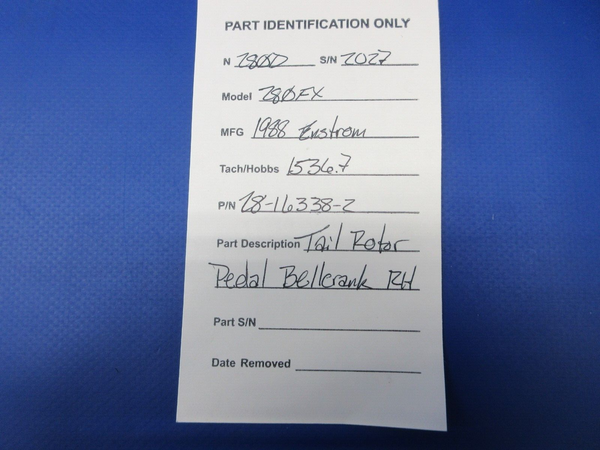 PART IDENTIFICATION ONLY
N 280D S/N 2027
Model 280FX
MFG 1988 Enstrom
Tach/Hobbs 1536.7
P/N 28-16338-2
Part Description Tail Rotor
Pedal Bellcrank RH
Part S/N
Date Removed